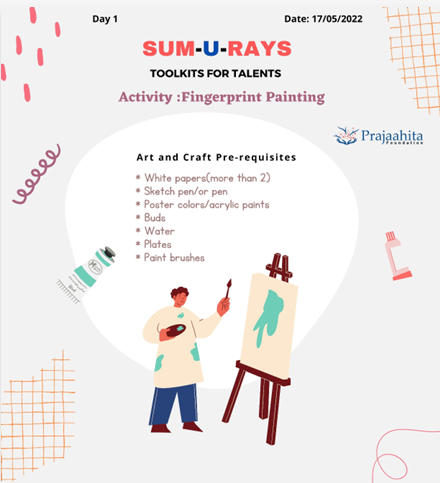 Day 1
Date: 17/05/2022
SUM-U-RAYS
TOOLKITS FOR TALENTS
Activity :Fingerprint Painting
Prajaahita
Foundation
Art and Craft Pre-requisites
* White papers(more than 2)
* Sketch pen/or pen
* Poster colors/acrylic paints
* Buds
* Water
* Plates
* Paint brushes